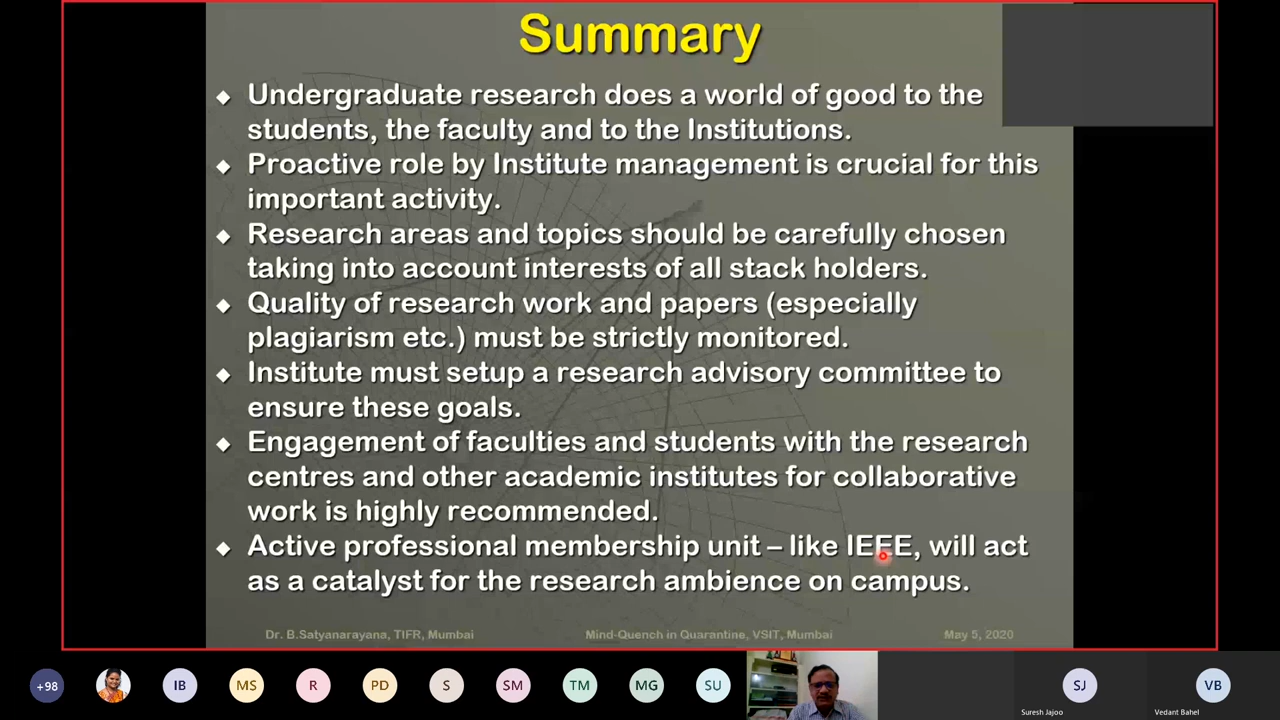 Summary
Undergraduate research does a world of good to the
students, the faculty and to the Institutions.
Proactive role by Institute management is crucial for this
important activity.
Research areas and topics should be carefully chosen
taking into account interests of all stack holders.
Quality of research work and papers (especially
plagiarism etc.) must be strictly monitored.
Institute must setup a research advisory committee to
ensure these goals.
Engagement of faculties and students with the research
centres and other academic institutes for collaborative
work is highly recommended.
Active professional membership unit – like IEEE, will act
as a catalyst for the research ambience on campus.
Dr. B.Satyanarayana, TIFR, Mumbai Mind-Quench in Quarantine, VSIT, Mumbai May 5, 2020
+98 IB MS R PD S SM TM MG SU SJ VB
Suresh Jajoo Vedant Bahel